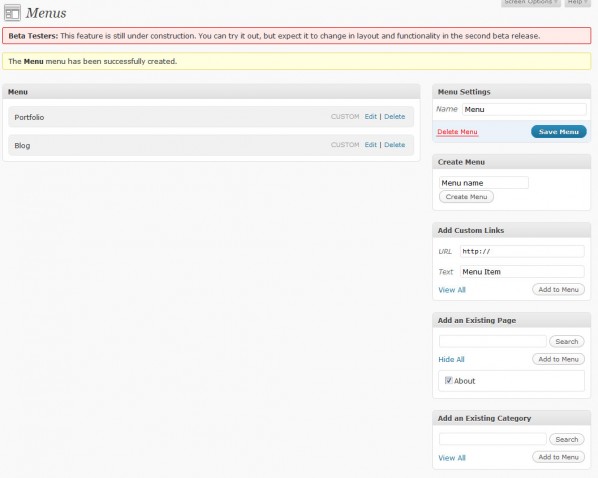 Screen Options Help
Menus
Beta Testers: This feature is still under construction. You can try it out, but expect it to change in layout and functionality in the second beta release.
The Menu menu has been successfully created.
Menu
Portfolio CUSTOM Edit | Delete
Blog CUSTOM Edit | Delete
Menu Settings
Name Menu
Delete Menu Save Menu
Create Menu
Menu name
Create Menu
Add Custom Links
URL http://
Text Menu Item
View All Add to Menu
Add an Existing Page
Search
Hide All Add to Menu
About
Add an Existing Category
Search
View All Add to Menu